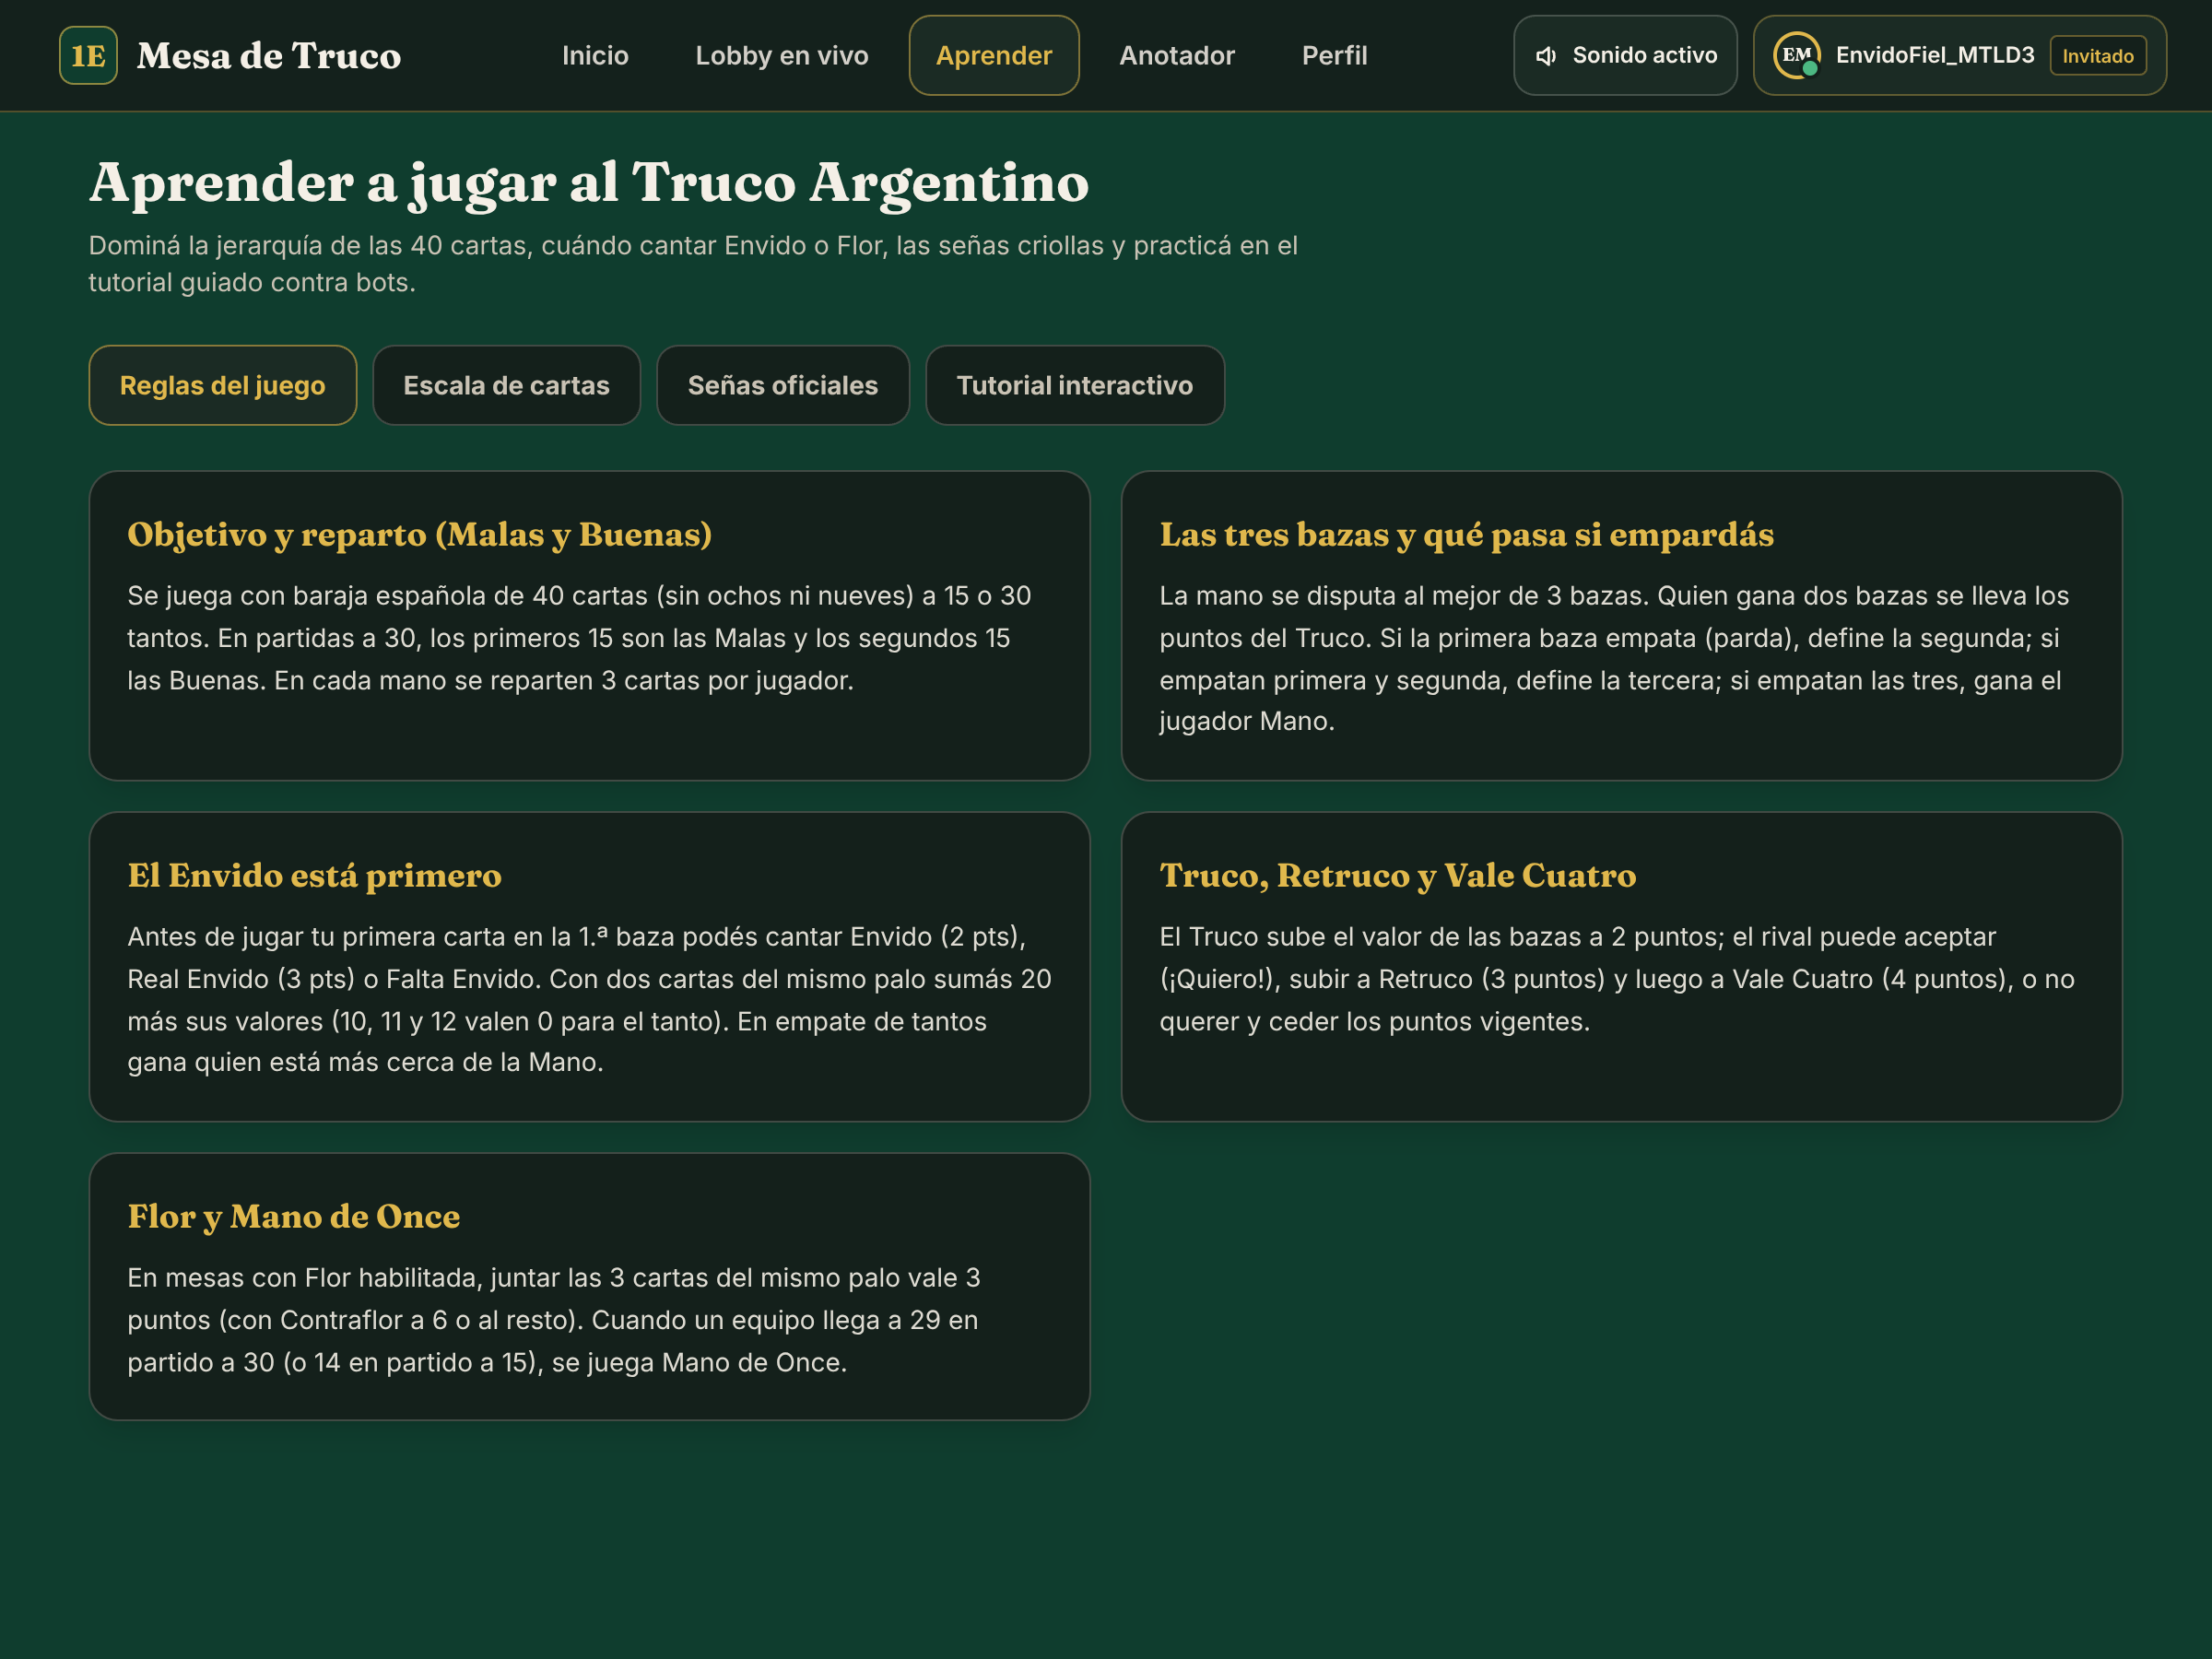 1E Mesa de Truco Inicio Lobby en vivo Aprender Anotador Perfil Sonido activo EM EnvidoFiel_MTLD3 Invitado
Aprender a jugar al Truco Argentino
Dominá la jerarquía de las 40 cartas, cuándo cantar Envido o Flor, las señas criollas y practicá en el
tutorial guiado contra bots.
Reglas del juego Escala de cartas Señas oficiales Tutorial interactivo
Objetivo y reparto (Malas y Buenas)
Se juega con baraja española de 40 cartas (sin ochos ni nueves) a 15 o 30
tantos. En partidas a 30, los primeros 15 son las Malas y los segundos 15
las Buenas. En cada mano se reparten 3 cartas por jugador.
Las tres bazas y qué pasa si empardás
La mano se disputa al mejor de 3 bazas. Quien gana dos bazas se lleva los
puntos del Truco. Si la primera baza empata (parda), define la segunda; si
empatan primera y segunda, define la tercera; si empatan las tres, gana el
jugador Mano.
El Envido está primero
Antes de jugar tu primera carta en la 1.ª baza podés cantar Envido (2 pts),
Real Envido (3 pts) o Falta Envido. Con dos cartas del mismo palo sumás 20
más sus valores (10, 11 y 12 valen 0 para el tanto). En empate de tantos
gana quien está más cerca de la Mano.
Truco, Retruco y Vale Cuatro
El Truco sube el valor de las bazas a 2 puntos; el rival puede aceptar
(¡Quiero!), subir a Retruco (3 puntos) y luego a Vale Cuatro (4 puntos), o no
querer y ceder los puntos vigentes.
Flor y Mano de Once
En mesas con Flor habilitada, juntar las 3 cartas del mismo palo vale 3
puntos (con Contraflor a 6 o al resto). Cuando un equipo llega a 29 en
partido a 30 (o 14 en partido a 15), se juega Mano de Once.